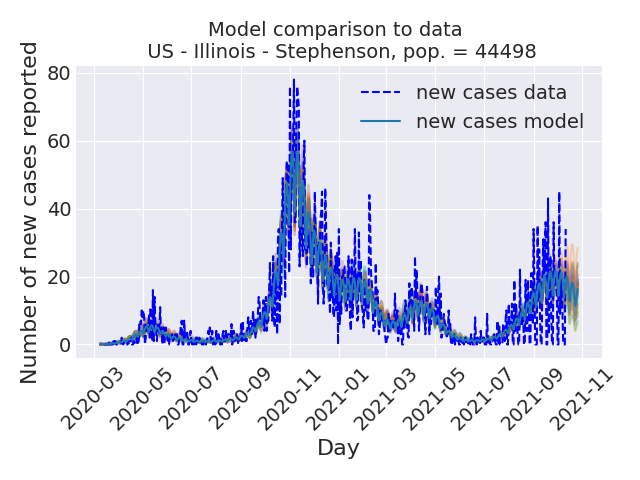 Model comparison to data
US - Illinois - Stephenson, pop. = 44498
Number of new cases reported
80
60
40
20
0
new cases data
new cases model
2020-03
2020-05
2020-07
2020-09
2020-11
2021-01
2021-03
2021-05
2021-07
2021-09
2021-11
Day